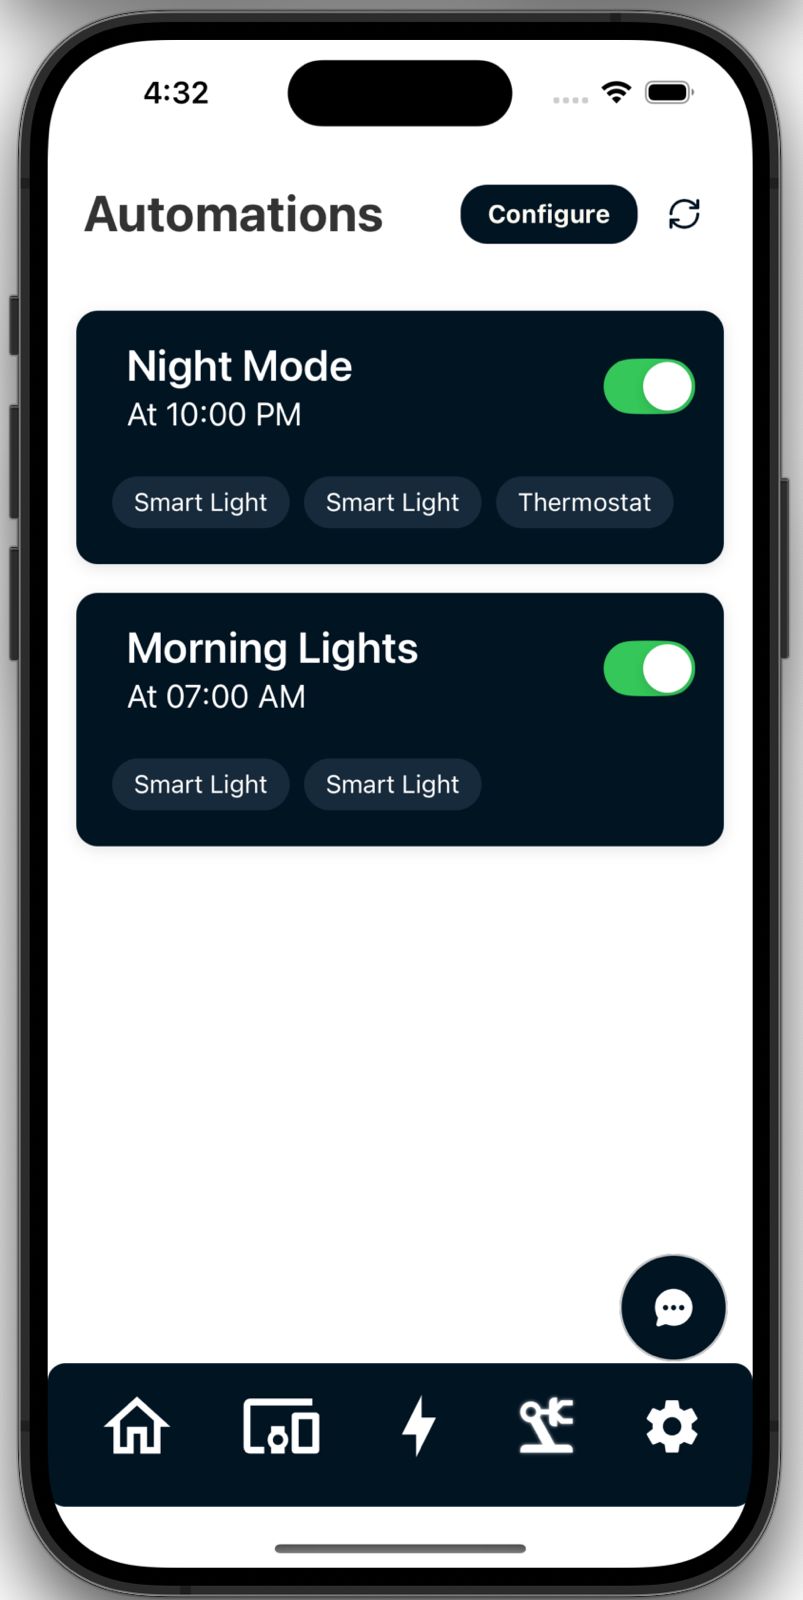 4:32
Automations
Configure
Night Mode
At 10:00 PM
Smart Light Smart Light Thermostat
Morning Lights
At 07:00 AM
Smart Light Smart Light